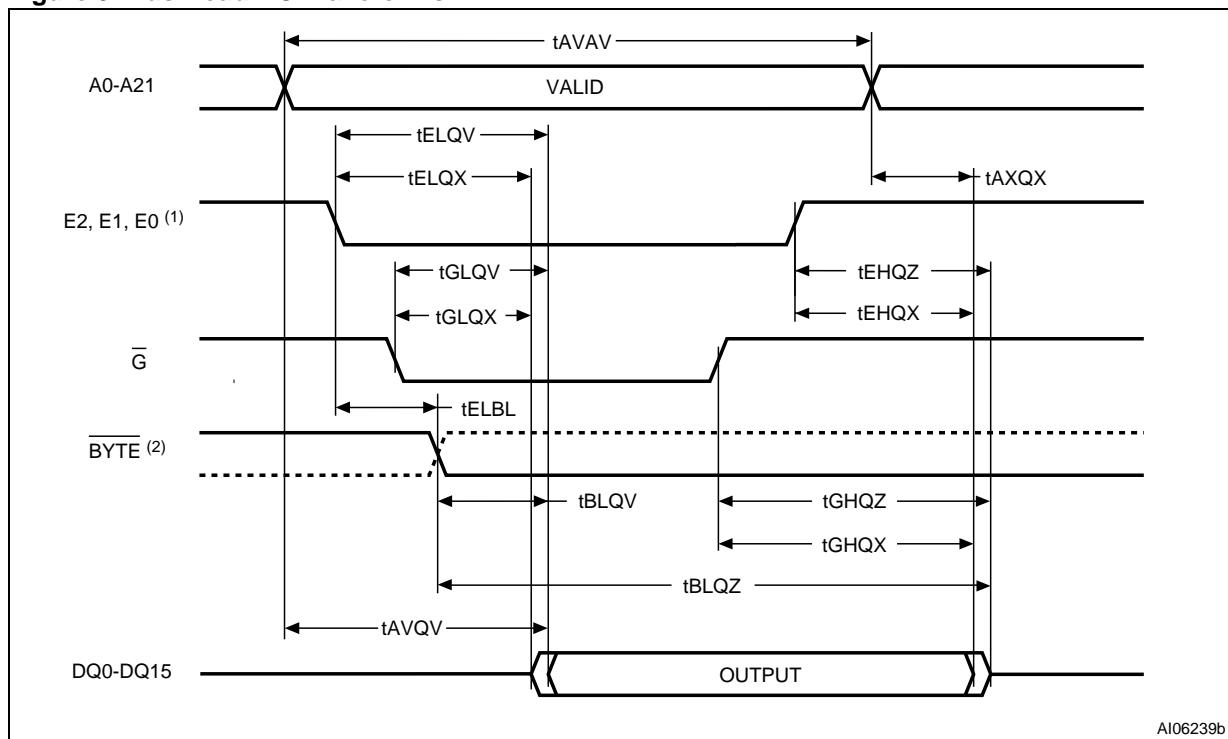 tAVAV
A0-A21
VALID
tELQV
tELQX
tAXQX
E2, E1, E0 (1)
tGLQV
tEHQZ
tGLQX
tEHQX
G
tELBL
BYTE (2)
tBLQV
tGHQZ
tGHQX
tBLQZ
tAVQV
DQ0-DQ15
OUTPUT
AI06239b